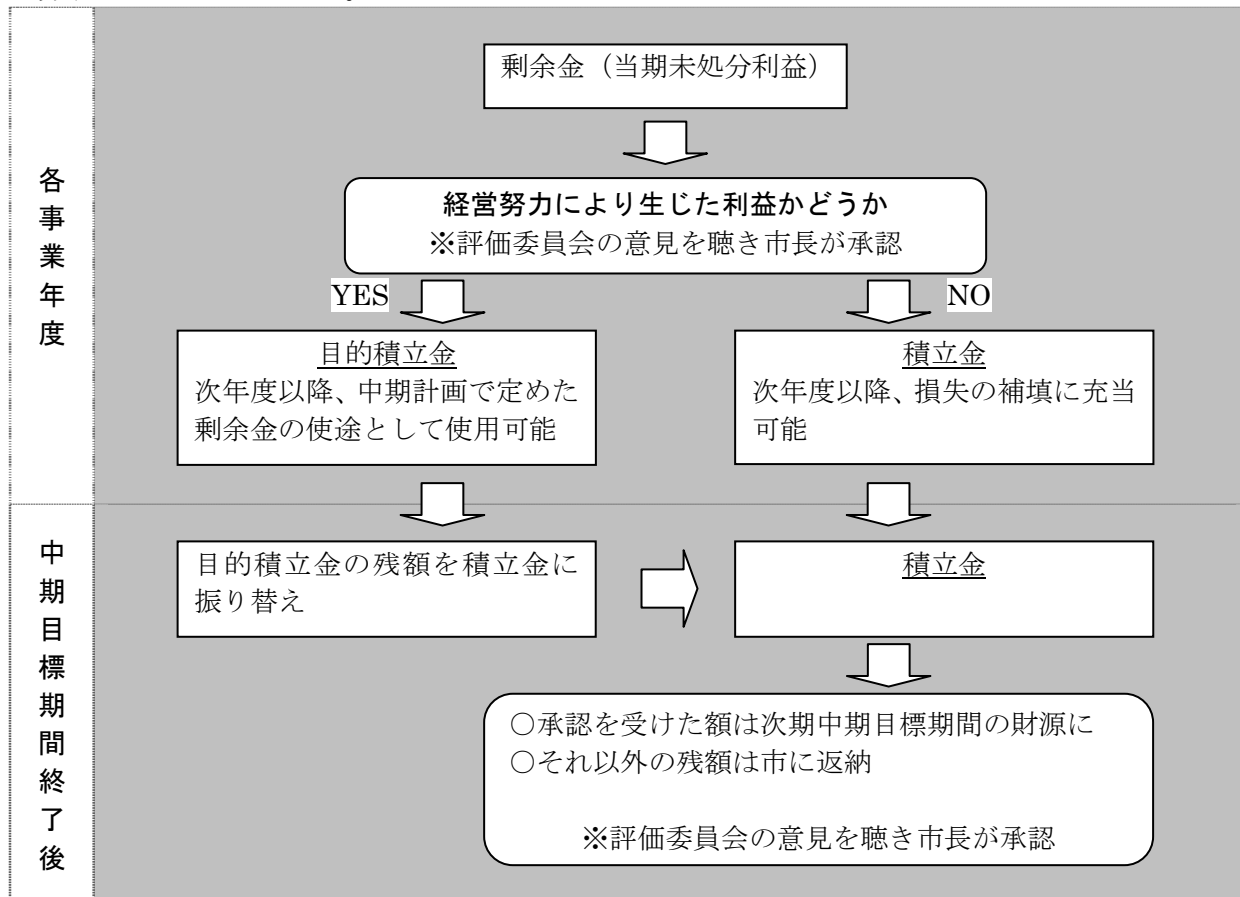 剰余金（当期未処分利益）
各事業年度
経営努力により生じた利益かどうか
※評価委員会の意見を聴き市長が承認
YES
NO
目的積立金
次年度以降、中期計画で定めた
剰余金の使途として使用可能
積立金
次年度以降、損失の補填に充当
可能
中期目標期間終了後
目的積立金の残額を積立金に
振り替え
積立金
○承認を受けた額は次期中期目標期間の財源に
○それ以外の残額は市に返納
※評価委員会の意見を聴き市長が承認